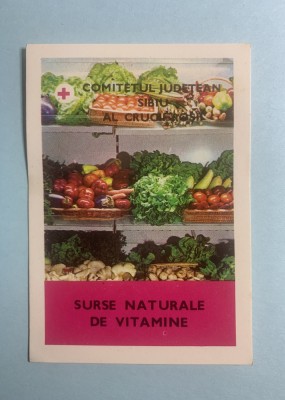 COMITETUL JUDEȚEAN
SIBIU
AL CRUCII ROȘII
SURSE NATURALE
DE VITAMINE